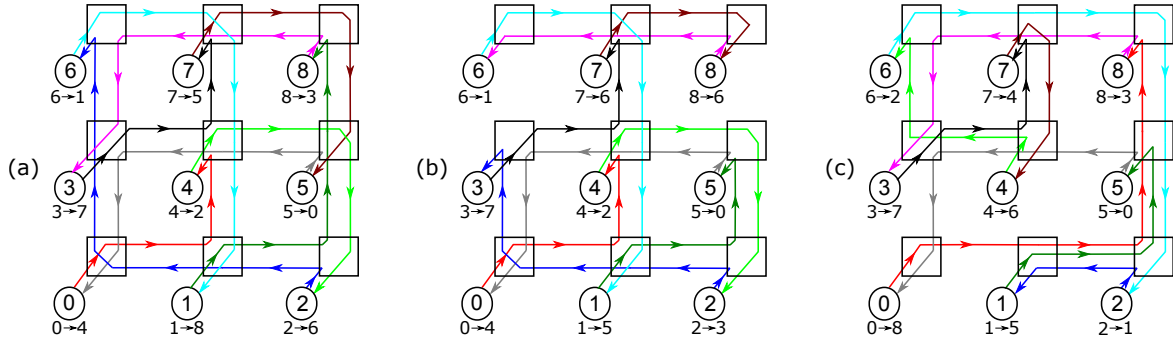 6 7 8 6 7 8 6 7 8
6→1 7→5 8→3 6→1 7→6 8→6 6→2 7→4 8→3
(a) (b) (c)
3 4 5 3 4 5 3 4 5
3→7 4→2 5→0 3→7 4→2 5→0 3→7 4→6 5→0
0 1 2 0 1 2 0 1 2
0→4 1→8 2→6 0→4 1→5 2→3 0→8 1→5 2→1